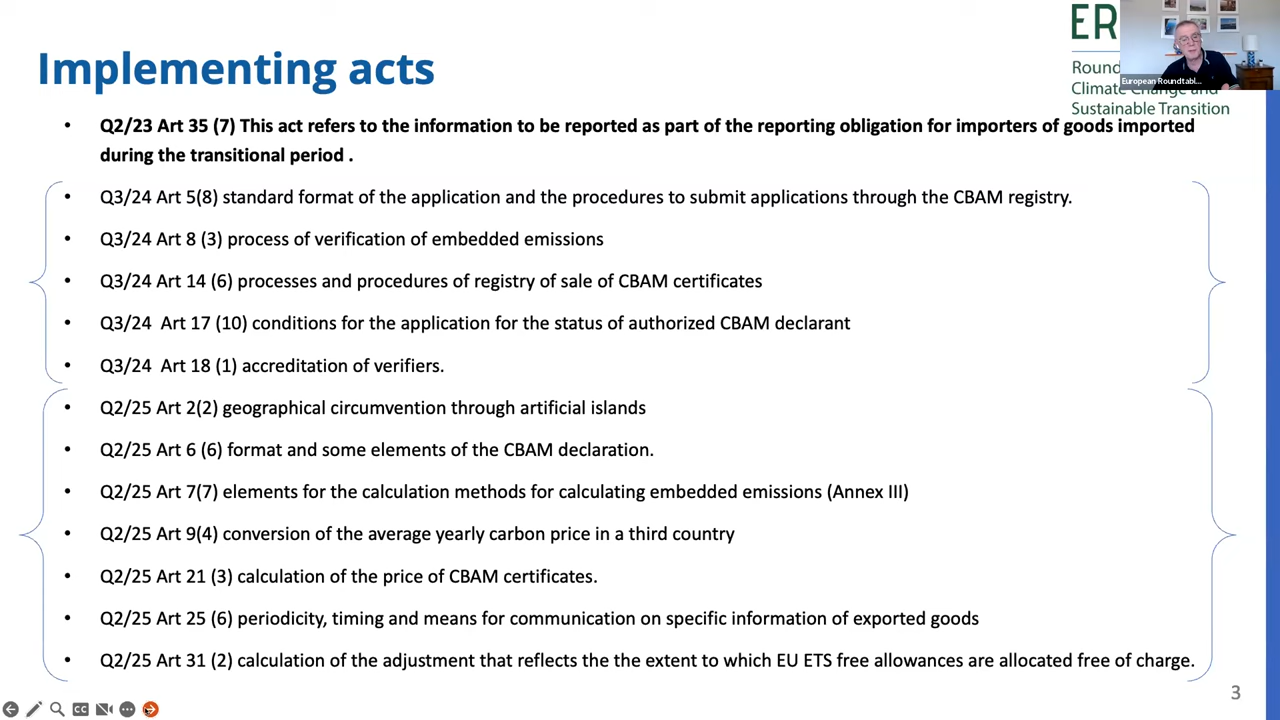 Implementing acts
ER
Round
Climate Change and
Sustainable Transition
European Roundtabl...
• Q2/23 Art 35 (7) This act refers to the information to be reported as part of the reporting obligation for importers of goods imported
during the transitional period .
• Q3/24 Art 5(8) standard format of the application and the procedures to submit applications through the CBAM registry.
• Q3/24 Art 8 (3) process of verification of embedded emissions
• Q3/24 Art 14 (6) processes and procedures of registry of sale of CBAM certificates
• Q3/24 Art 17 (10) conditions for the application for the status of authorized CBAM declarant
• Q3/24 Art 18 (1) accreditation of verifiers.
• Q2/25 Art 2(2) geographical circumvention through artificial islands
• Q2/25 Art 6 (6) format and some elements of the CBAM declaration.
• Q2/25 Art 7(7) elements for the calculation methods for calculating embedded emissions (Annex III)
• Q2/25 Art 9(4) conversion of the average yearly carbon price in a third country
• Q2/25 Art 21 (3) calculation of the price of CBAM certificates.
• Q2/25 Art 25 (6) periodicity, timing and means for communication on specific information of exported goods
• Q2/25 Art 31 (2) calculation of the adjustment that reflects the the extent to which EU ETS free allowances are allocated free of charge.
3
CC